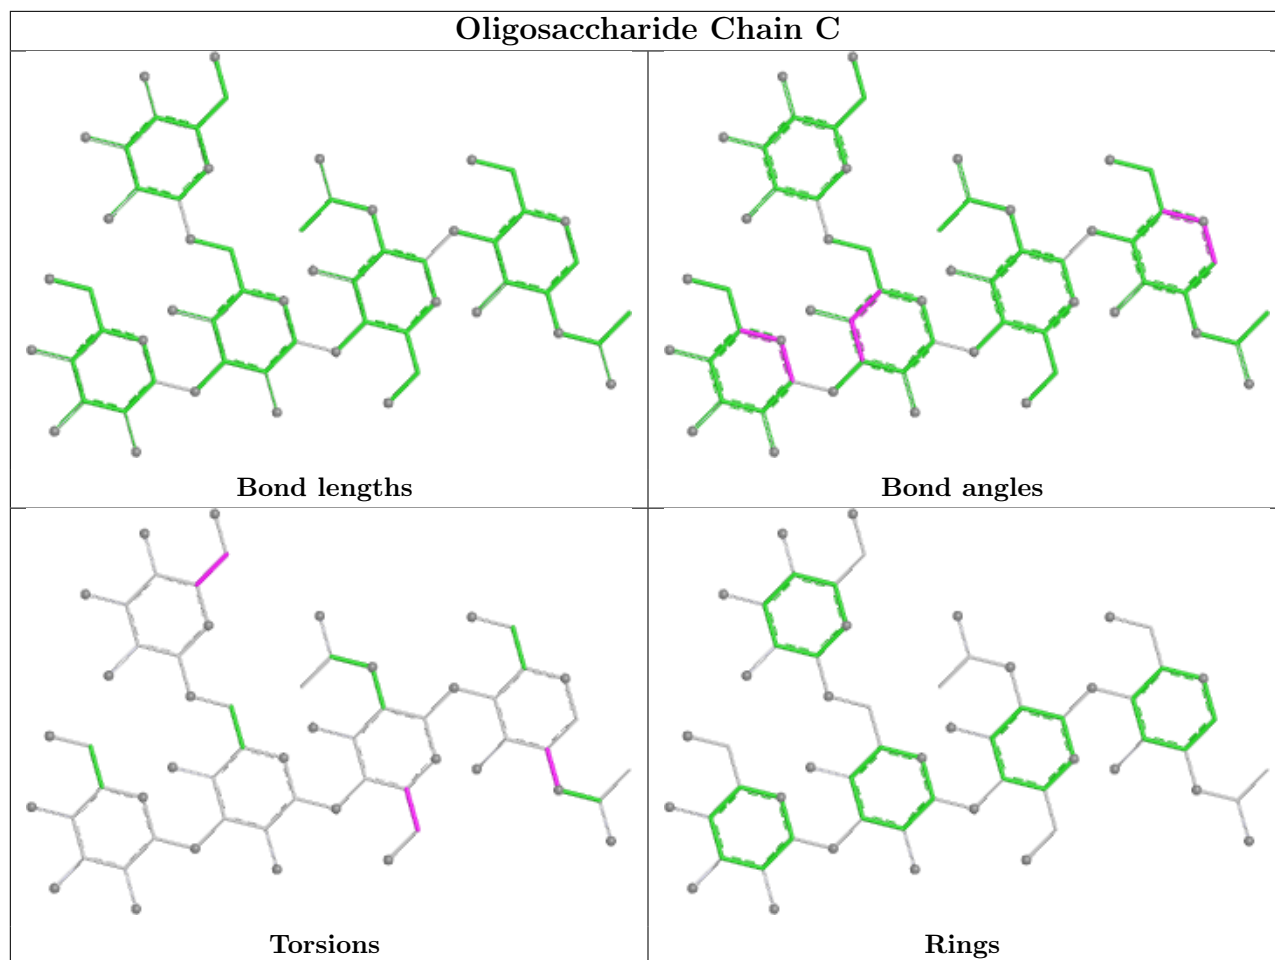 Oligosaccharide Chain C
Bond lengths
Bond angles
Torsions
Rings